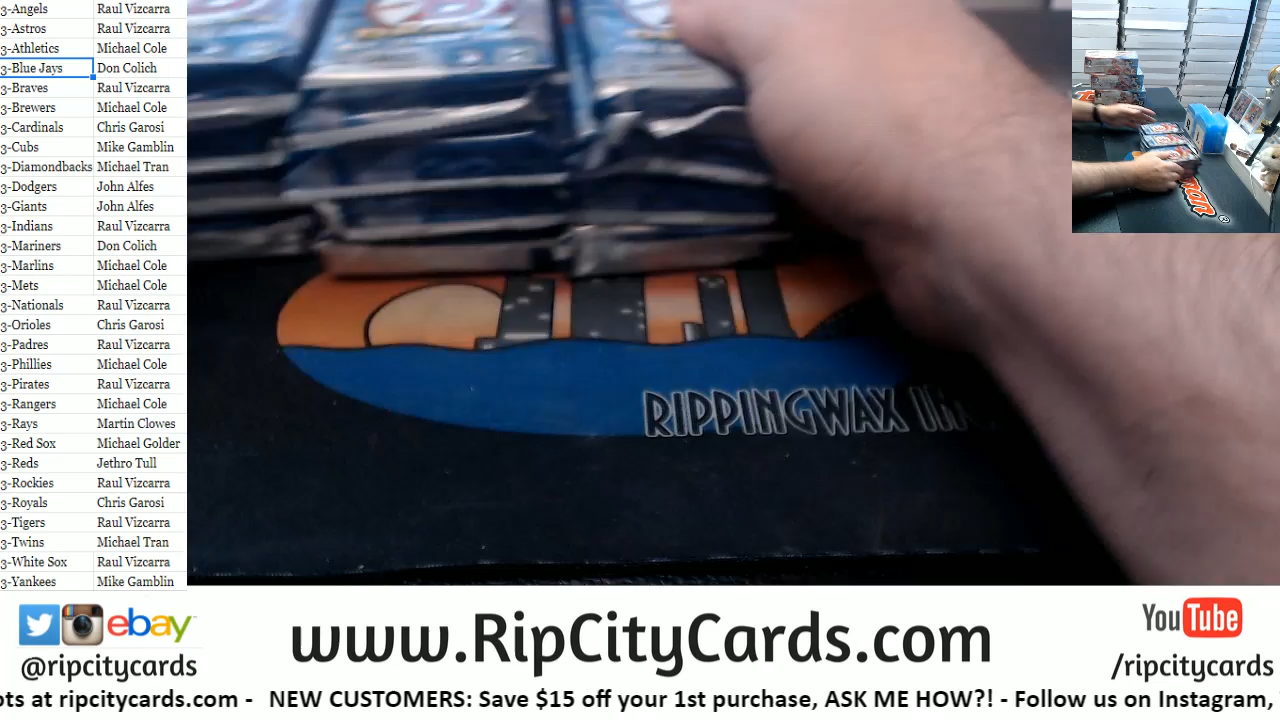 3-Angels Raul Vizcarra
3-Astros Raul Vizcarra
3-Athletics Michael Cole
3-Blue Jays Don Colich
3-Braves Raul Vizcarra
3-Brewers Michael Cole
3-Cardinals Chris Garosi
3-Cubs Mike Gamblin
3-Diamondbacks Michael Tran
3-Dodgers John Alfes
3-Giants John Alfes
3-Indians Raul Vizcarra
3-Mariners Don Colich
3-Marlins Michael Cole
3-Mets Michael Cole
3-Nationals Raul Vizcarra
3-Orioles Chris Garosi
3-Padres Raul Vizcarra
3-Phillies Michael Cole
3-Pirates Raul Vizcarra
3-Rangers Michael Cole
3-Rays Martin Clowes
3-Red Sox Michael Golder
3-Reds Jethro Tull
3-Rockies Raul Vizcarra
3-Royals Chris Garosi
3-Tigers Raul Vizcarra
3-Twins Michael Tran
3-White Sox Raul Vizcarra
3-Yankees Mike Gamblin
RIPPINGWAX
ebay
@ripcitycards
www.RipCityCards.com
YouTube
/ripcitycards
ots at ripcitycards.com - NEW CUSTOMERS: Save $15 off your 1st purchase, ASK ME HOW?! - Follow us on Instagram,